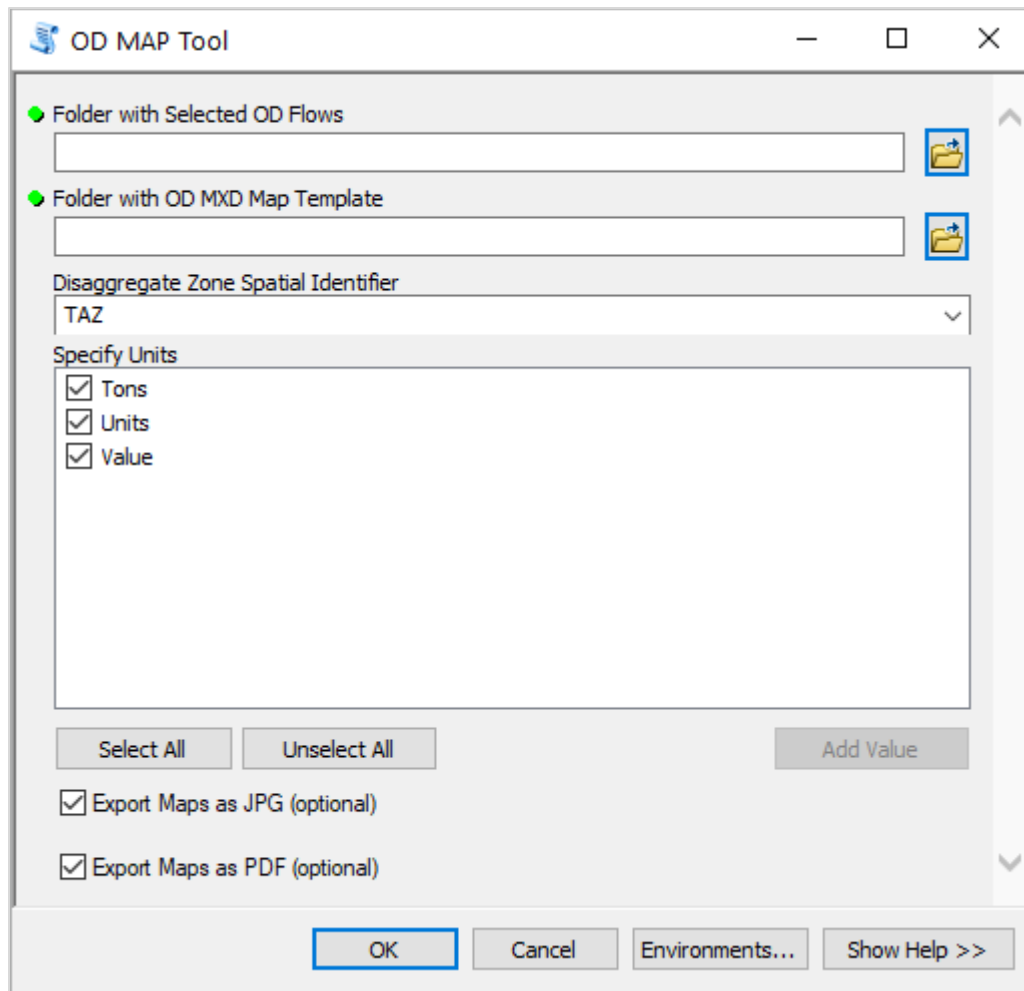 OD MAP Tool
Folder with Selected OD Flows
Folder with OD MXD Map Template
Disaggregate Zone Spatial Identifier
TAZ
Specify Units
Tons
Units
Value
Select All Unselect All Add Value
Export Maps as JPG (optional)
Export Maps as PDF (optional)
OK Cancel Environments... Show Help >>